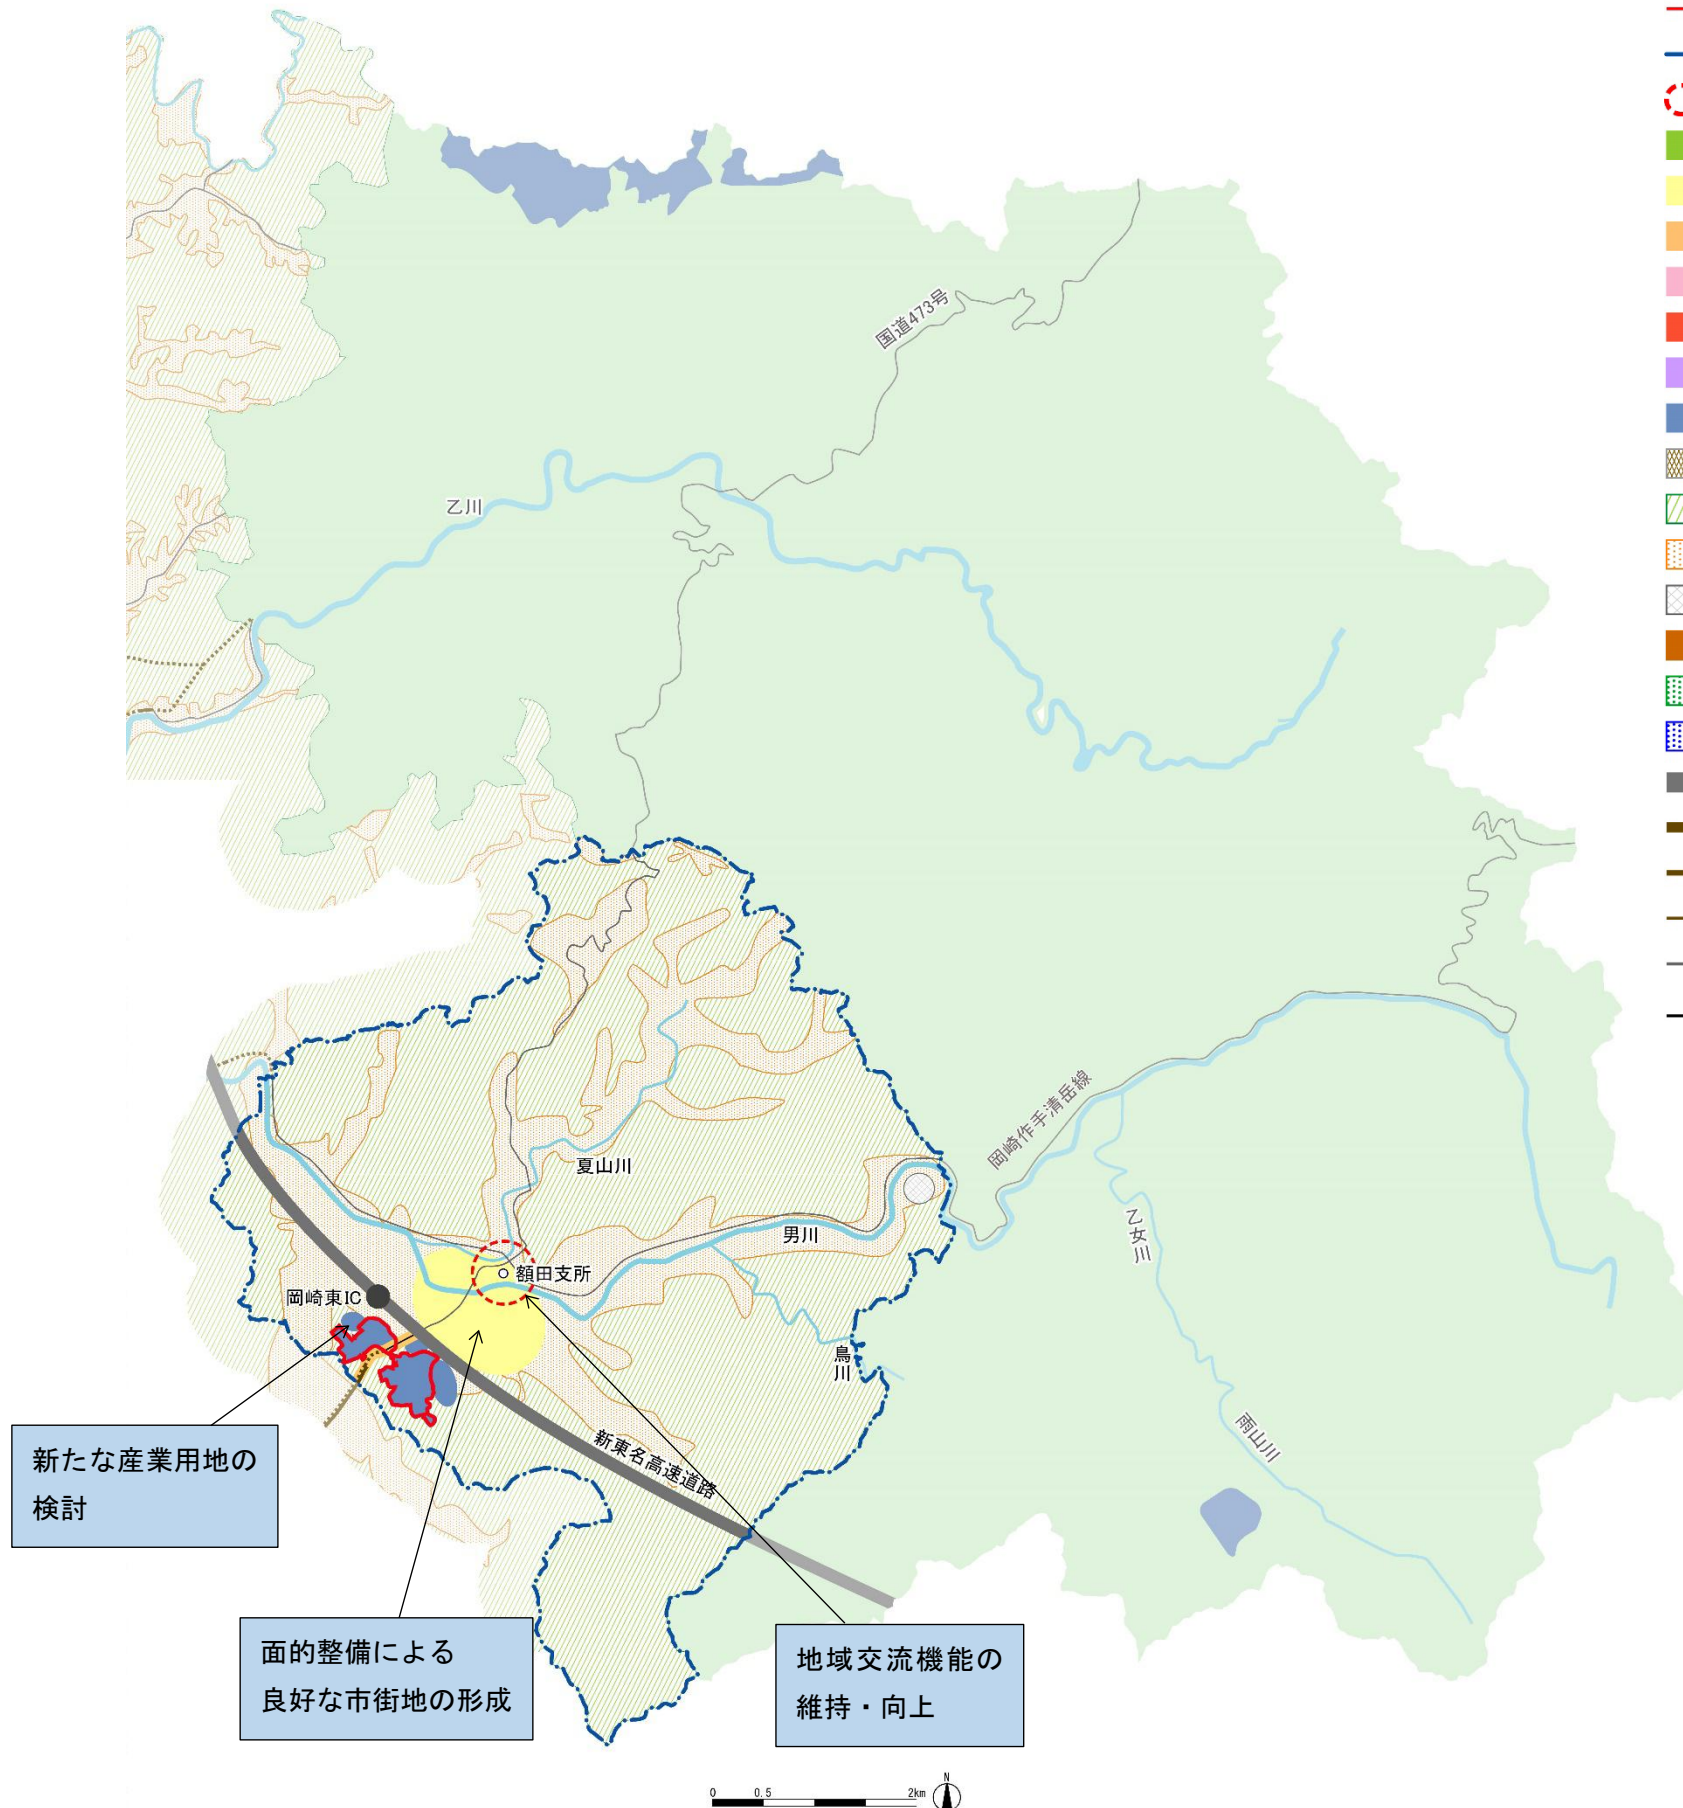 国道473号
乙川
岡崎作手清岳線
夏山川
男川
乙女川
額田支所
岡崎東IC
鳥川
雨山川
新東名高速道路
新たな産業用地の
検討
面的整備による
良好な市街地の形成
地域交流機能の
維持・向上
0 0.5 2km
N